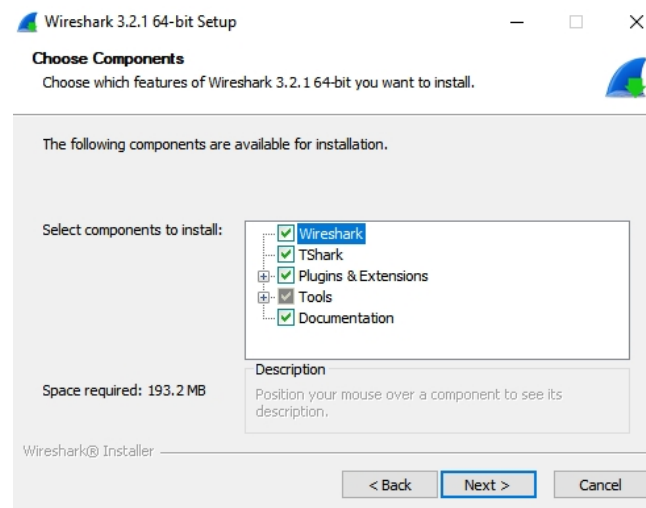 Wireshark 3.2.1 64-bit Setup
Choose Components
Choose which features of Wireshark 3.2.1 64-bit you want to install.
The following components are available for installation.
Select components to install:
Wireshark
TShark
Plugins & Extensions
Tools
Documentation
Space required: 193.2 MB
Description
Position your mouse over a component to see its
description.
Wireshark® Installer
< Back
Next >
Cancel